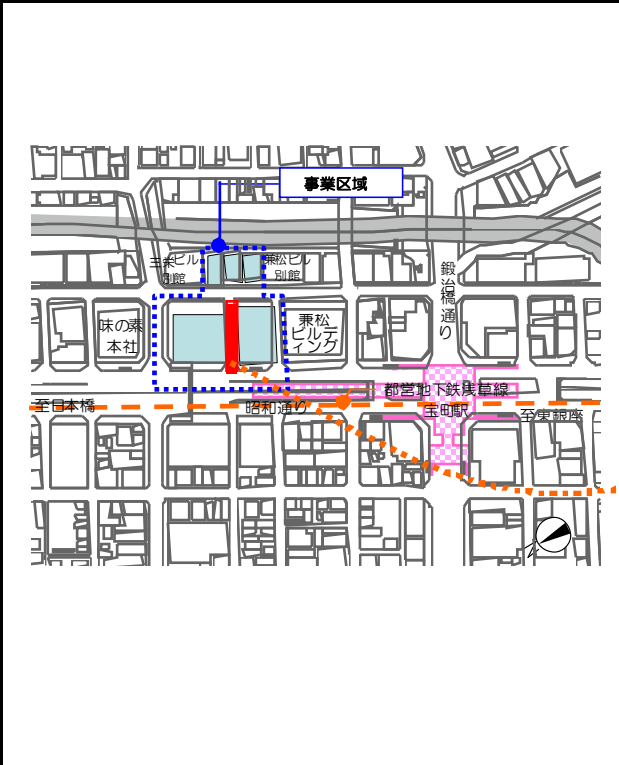 事業区域
三栄ビル
別館
兼松ビル
別館
鍛冶橋通り
味の素
本社
兼松
ビルデ
ィング
都営地下鉄浅草線
宝町駅
至日本橋
昭和通り
至東銀座